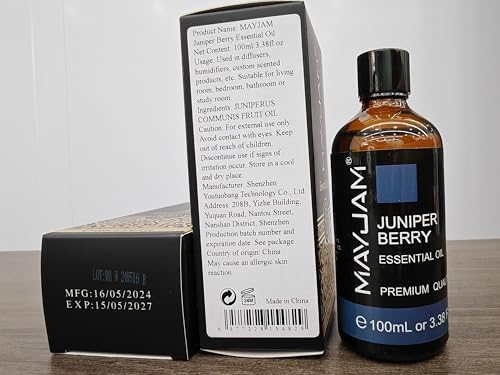 Product Name: MAYJAM
Juniper Berry Essential Oil
Net Content: 100ml 3.38fl oz
Usage: Used in diffusers,
humidifiers, custom scented
products, etc. Suitable for living
room, bedroom, bathroom or
study room.
Ingredients: JUNIPERUS
COMMUNIS FRUIT OIL
Caution: For external use only.
Avoid contact with eyes. Keep
out of reach of children.
Discontinue use if signs of
irritation occur. Store in a cool
and dry place.
Manufacturer: Shenzhen
Youtuobang Technology Co., Ltd.
Address: 208B, Yizhe Building,
Yuquan Road, Nantou Street,
Nanshan District, Shenzhen
Production batch number and
expiration date: See package
Country of origin: China
May cause an allergic skin
reaction.
24M
Made in
China
MFG:16/05/2024
EXP:15/05/2027
MAYJAM®
JUNIPER
BERRY
ESSENTIAL OIL
PREMIUM QUA
e 100mL or 3.38